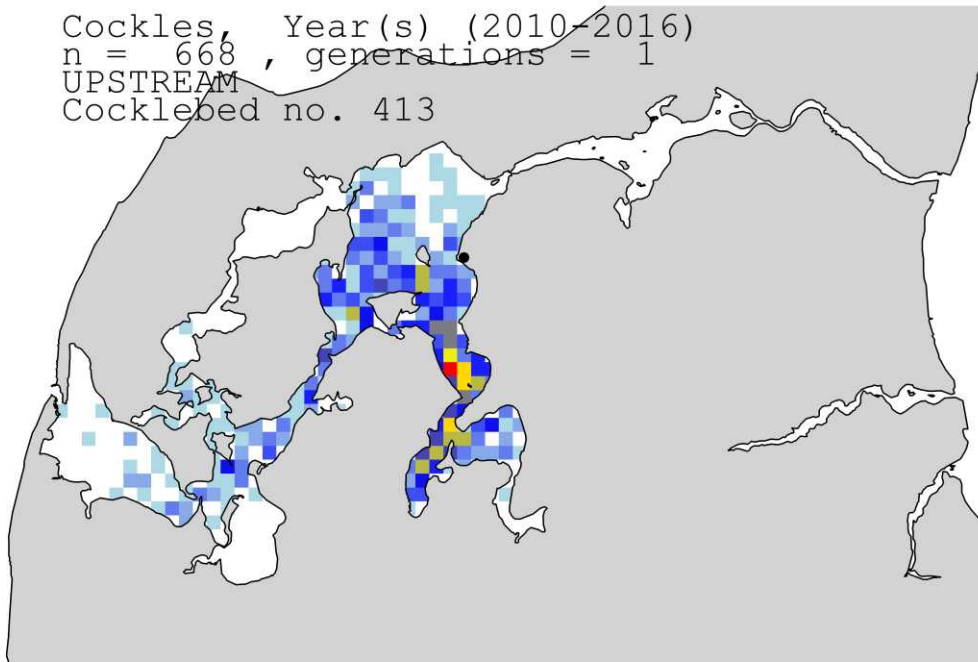 Cockles,  Year(s) (2010-2016)
n =  668 , generations =  1
UPSTREAM
Cocklebed no. 413